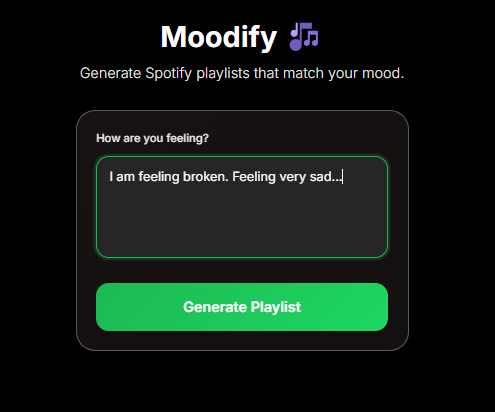 Moodify 🎶
Generate Spotify playlists that match your mood.
How are you feeling?
I am feeling broken. Feeling very sad...
Generate Playlist